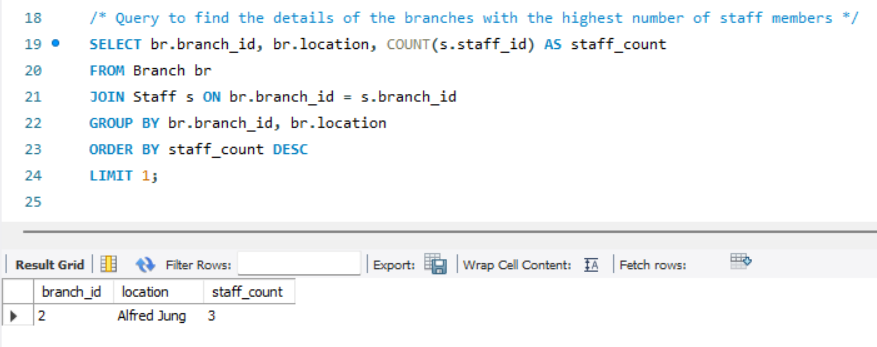 18 /* Query to find the details of the branches with the highest number of staff members */
19 SELECT br.branch_id, br.location, COUNT(s.staff_id) AS staff_count
20 FROM Branch br
21 JOIN Staff s ON br.branch_id = s.branch_id
22 GROUP BY br.branch_id, br.location
23 ORDER BY staff_count DESC
24 LIMIT 1;
25
Result Grid Filter Rows: Export: Wrap Cell Content: IA Fetch rows:
branch_id location staff_count
2 Alfred Jung 3